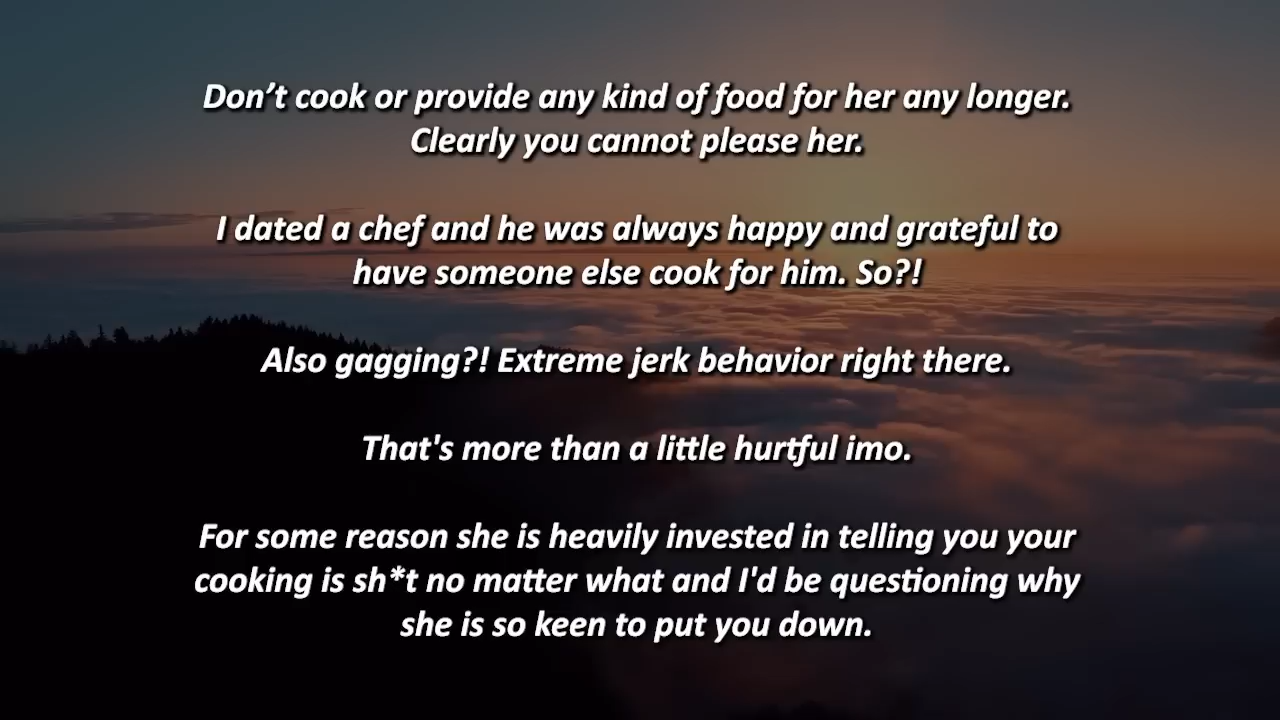 Don’t cook or provide any kind of food for her any longer.
Clearly you cannot please her.
I dated a chef and he was always happy and grateful to
have someone else cook for him. So?!
Also gagging?! Extreme jerk behavior right there.
That's more than a little hurtful imo.
For some reason she is heavily invested in telling you your
cooking is sh*t no matter what and I'd be questioning why
she is so keen to put you down.